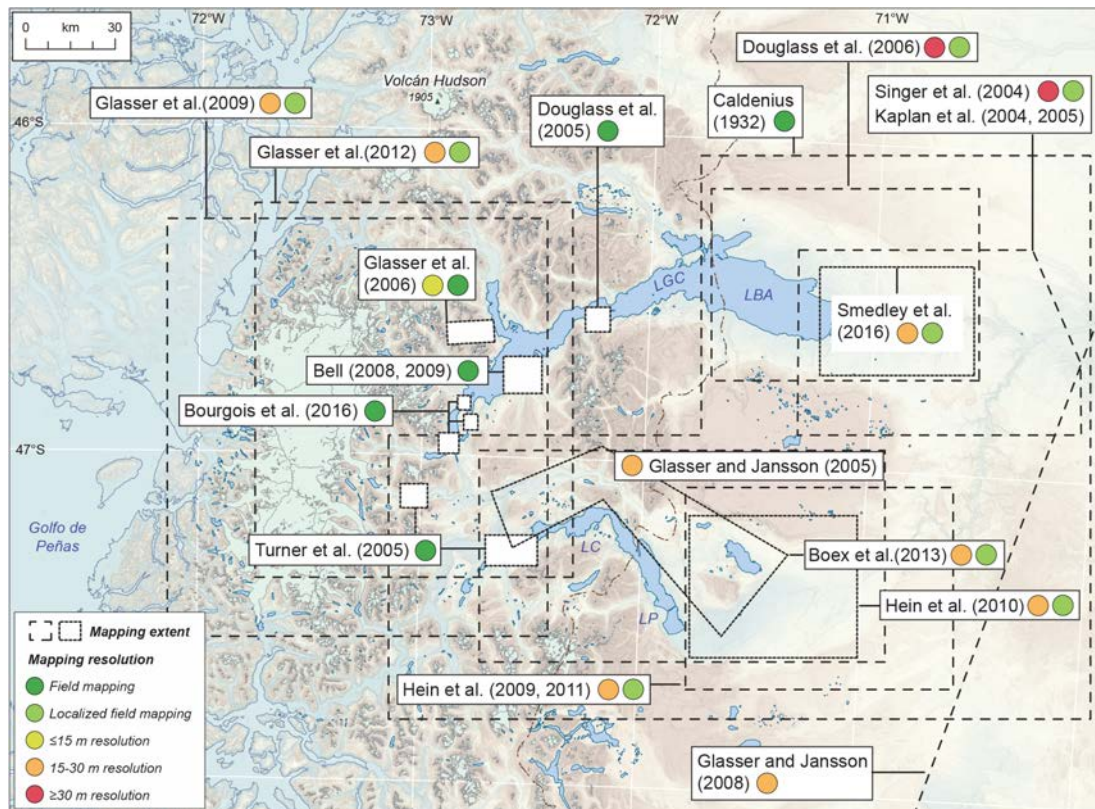 72°W
73°W
72°W
71°W
km
0
30
Volcán Hudson
1905
Douglass et al. (2006)
Singer et al. (2004)
Kaplan et al. (2004, 2005)
Glasser et al.(2009)
46°S
Douglass et al.
(2005)
Caldenius
(1932)
Glasser et al.(2012)
Glasser et al.
(2006)
LGC
LBA
Smedley et al.
(2016)
Bell (2008, 2009)
Bourgois et al. (2016)
47°S
Glasser and Jansson (2005)
Golfo de
Peñas
Turner et al. (2005)
LC
Boex et al.(2013)
Hein et al. (2010)
LP
Hein et al. (2009, 2011)
Glasser and Jansson
(2008)
Mapping extent
Mapping resolution
Field mapping
Localized field mapping
≤15 m resolution
15-30 m resolution
≥30 m resolution
72°W
71°W